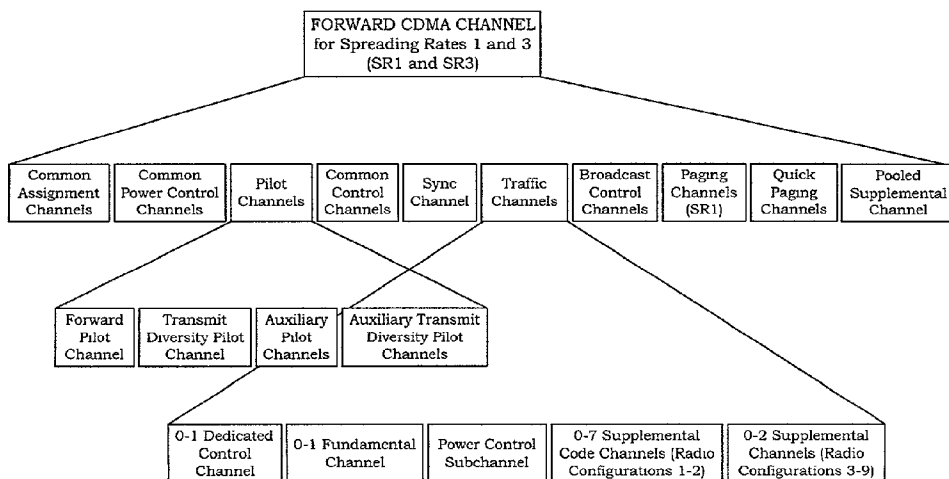 FORWARD CDMA CHANNEL
for Spreading Rates 1 and 3
(SR1 and SR3)
Common
Assignment
Channels
Common
Power Control
Channels
Pilot
Channels
Common
Control
Channels
Sync
Channel
Traffic
Channels
Broadcast
Control
Channels
Paging
Channels
(SR1)
Quick
Paging
Channels
Pooled
Supplemental
Channel
Forward
Pilot
Channel
Transmit
Diversity Pilot
Channel
Auxiliary
Pilot
Channels
Auxiliary Transmit
Diversity Pilot
Channels
0-1 Dedicated
Control
Channel
0-1 Fundamental
Channel
Power Control
Subchannel
0-7 Supplemental
Code Channels (Radio
Configurations 1-2)
0-2 Supplemental
Channels (Radio
Configurations 3-9)